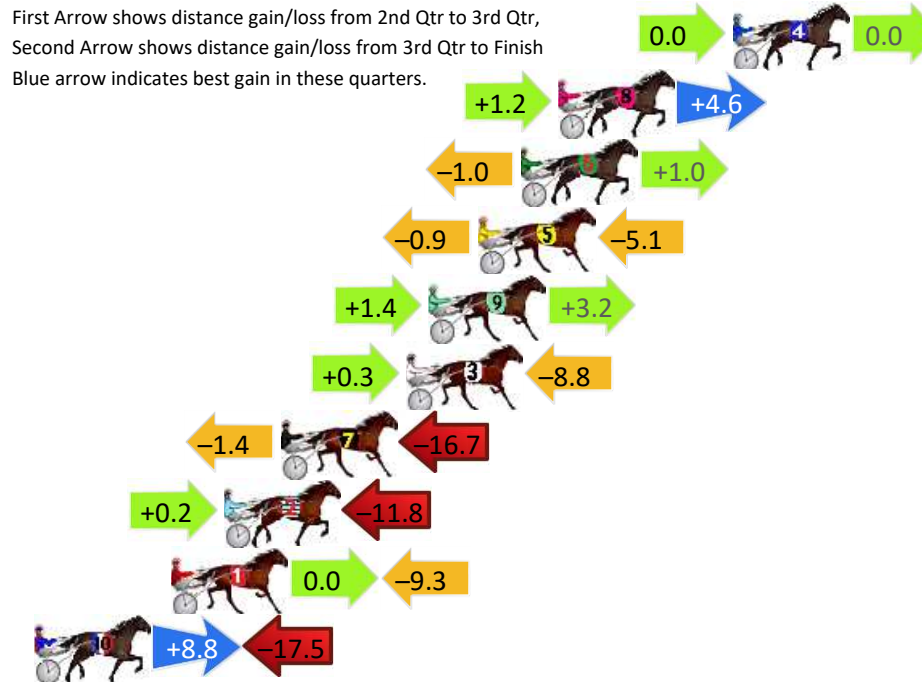 First Arrow shows distance gain/loss from 2nd Qtr to 3rd Qtr,
Second Arrow shows distance gain/loss from 3rd Qtr to Finish
Blue arrow indicates best gain in these quarters.
0.0 4 0.0
+1.2 8 +4.6
–1.0 6 +1.0
–0.9 5 –5.1
+1.4 9 +3.2
+0.3 3 –8.8
–1.4 7 –16.7
+0.2 2 –11.8
1 0.0 –9.3
+8.8 –17.5